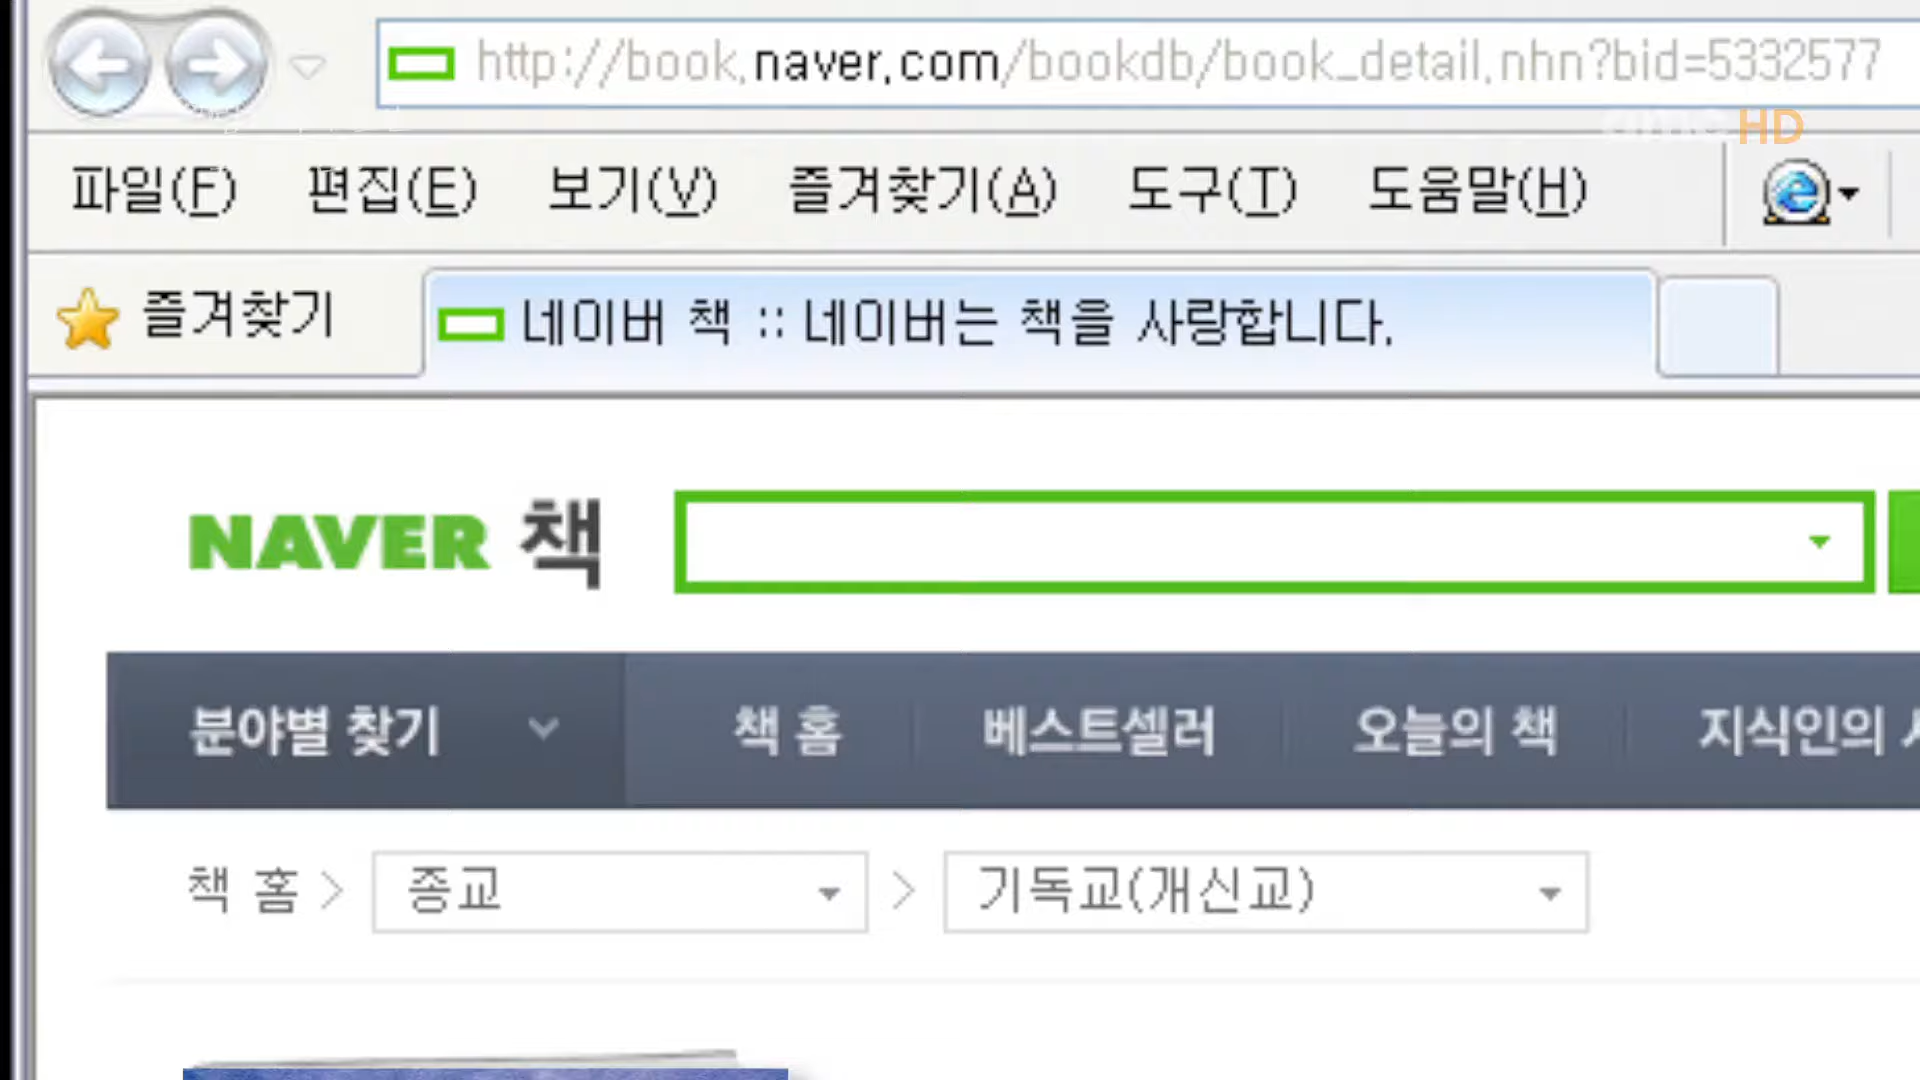 http://book.naver.com/bookdb/book_detail.nhn?bid=5332577
HD
파일(F) 편집(E) 보기(V) 즐겨찾기(A) 도구(T) 도움말(H)
즐겨찾기 네이버 책 :: 네이버는 책을 사랑합니다.
NAVER 책
분야별 찾기 책 홈 베스트셀러 오늘의 책 지식인의
책 홈 > 종교 > 기독교(개신교)